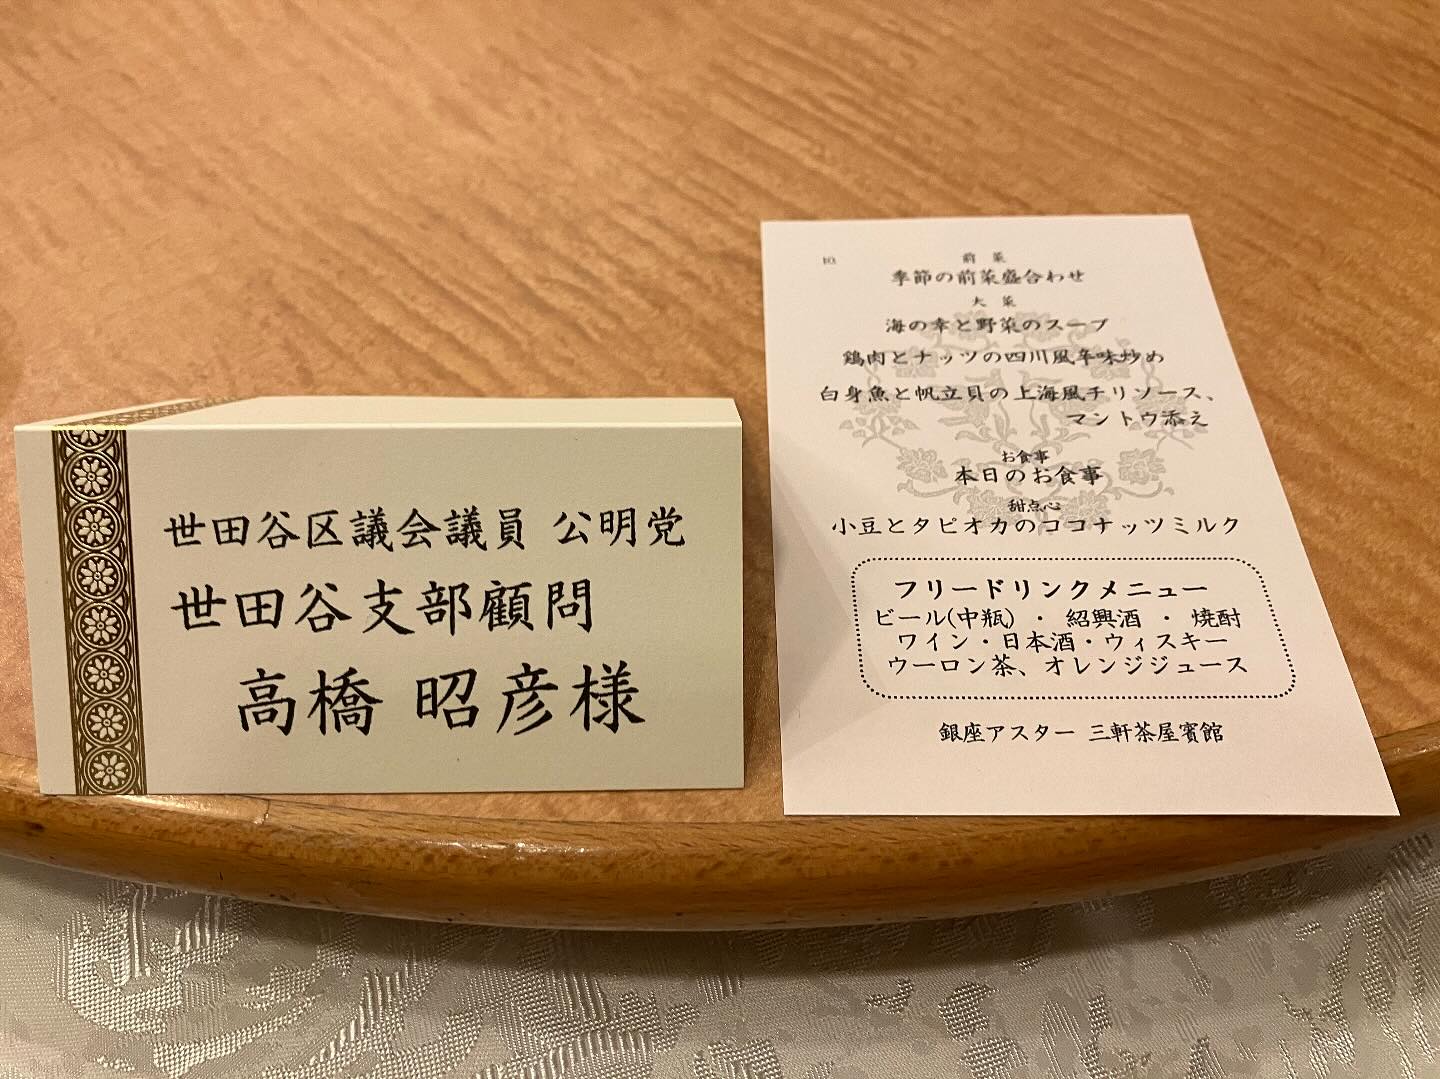 世田谷区議会議員 公明党
世田谷支部顧問
高橋 昭彦様
10.
前 菜
季節の前菜盛合わせ
大 菜
海の幸と野菜のスープ
鶏肉とナッツの四川風辛味炒め
白身魚と帆立貝の上海風チリソース、
マントウ添え
お食事
本日のお食事
甜点心
小豆とタピオカのココナッツミルク
フリードリンクメニュー
ビール(中瓶) ・ 紹興酒 ・ 焼酎
ワイン・日本酒・ウィスキー
ウーロン茶、オレンジジュース
銀座アスター 三軒茶屋賓館